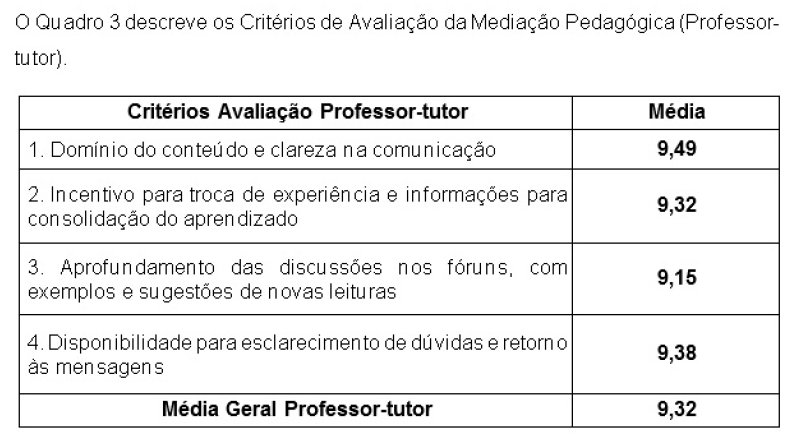 O Quadro 3 descreve os Critérios de Avaliação da Mediação Pedagógica (Professor-
tutor).
Critérios Avaliação Professor-tutor Média
1. Domínio do conteúdo e clareza na comunicação 9,49
2. Incentivo para troca de experiência e informações para
consolidação do aprendizado 9,32
3. Aprofundamento das discussões nos fóruns, com
exemplos e sugestões de novas leituras 9,15
4. Disponibilidade para esclarecimento de dúvidas e retorno
às mensagens 9,38
Média Geral Professor-tutor 9,32